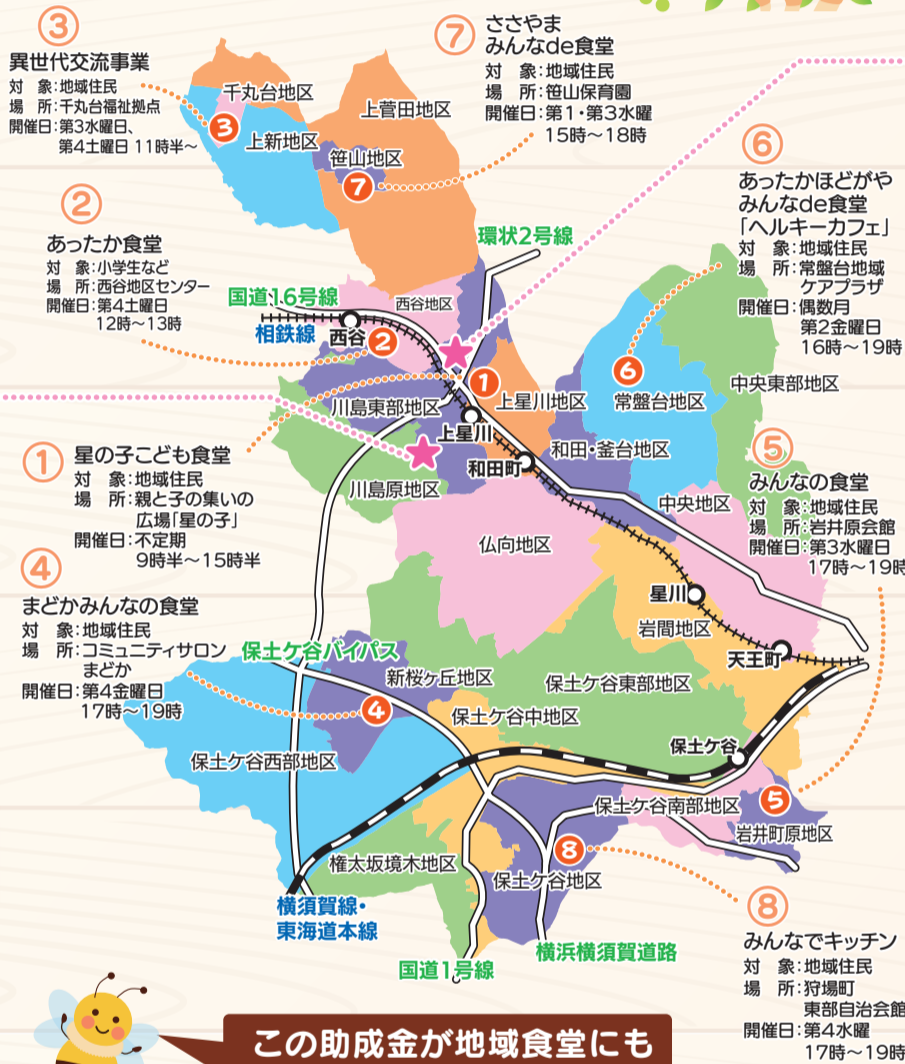 ③
異世代交流事業
対　象:地域住民
場　所:千丸台福祉拠点
開催日:第3水曜日、
第4土曜日 11時半～
⑦
ささやま
みんなde食堂
対　象:地域住民
場　所:笹山保育園
開催日:第1・第3水曜
15時～18時
②
あったか食堂
対　象:小学生など
場　所:西谷地区センター
開催日:第4土曜日
12時～13時
⑥
あったかほどがや
みんなde食堂
「ヘルキーカフェ」
対　象:地域住民
場　所:常盤台地域
ケアプラザ
開催日:偶数月
第2金曜日
16時～19時
①
星の子こども食堂
対　象:地域住民
場　所:親と子の集いの
広場「星の子」
開催日:不定期
9時半～15時半
⑤
みんなの食堂
対　象:地域住民
場　所:岩井原会館
開催日:第3水曜日
17時～19時
④
まどかみんなの食堂
対　象:地域住民
場　所:コミュニティサロン
まどか
開催日:第4金曜日
17時～19時
⑧
みんなでキッチン
対　象:地域住民
場　所:狩場町
東部自治会館
開催日:第4水曜
17時～19時
千丸台地区
③
上新地区
上菅田地区
笹山地区
⑦
環状2号線
国道16号線
相鉄線
西谷地区
西谷
②
①
⑥
川島東部地区
上星川地区
常盤台地区
中央東部地区
上星川
和田・釜台地区
和田町
川島原地区
中央地区
仏向地区
星川
岩間地区
天王町
保土ケ谷バイパス
新桜ヶ丘地区
保土ケ谷東部地区
④
保土ケ谷中地区
保土ケ谷西部地区
保土ケ谷
⑤
保土ケ谷南部地区
岩井町原地区
⑧
権太坂境木地区
保土ケ谷地区
横須賀線・
東海道本線
国道1号線
横浜横須賀道路
この助成金が地域食堂にも